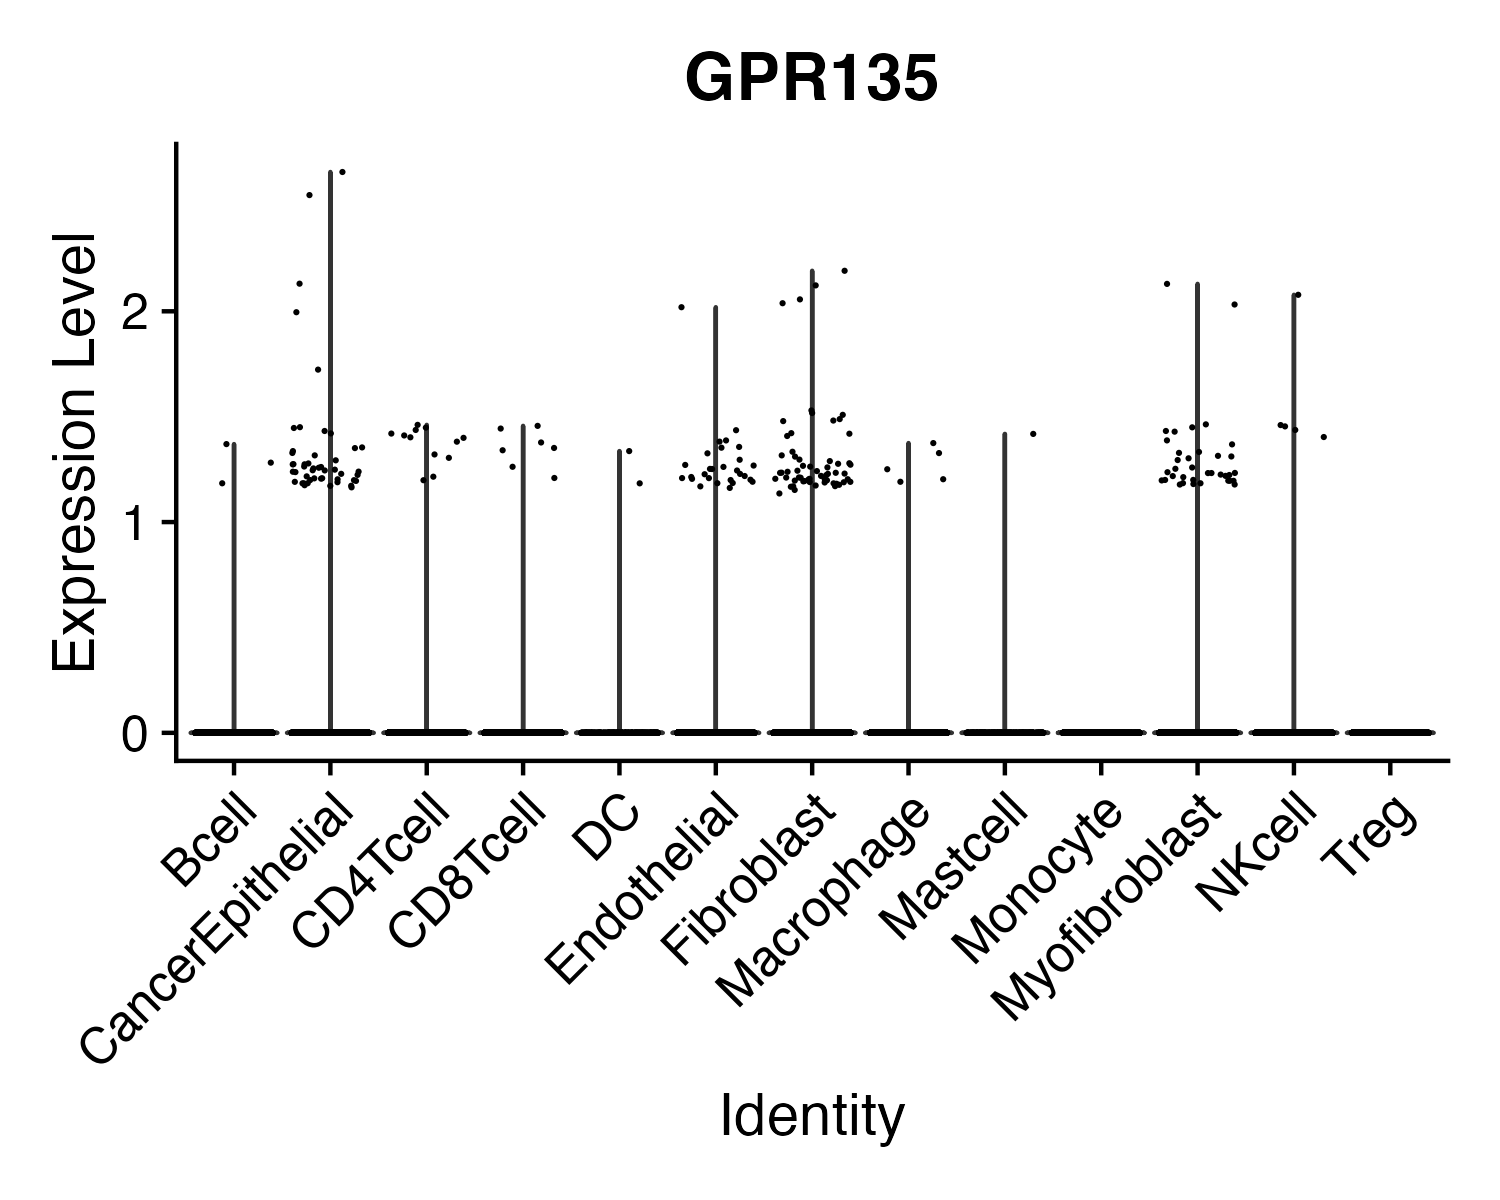 GPR135
Expression Level
2
1
0
Bcell
CancerEpithelial
CD4Tcell
CD8Tcell
DC
Endothelial
Fibroblast
Macrophage
Mastcell
Monocyte
Myofibroblast
NKcell
Treg
Identity